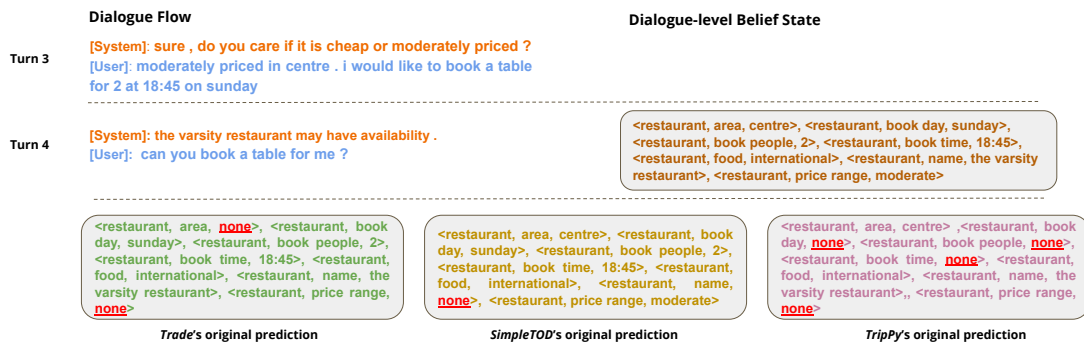 Dialogue Flow
Dialogue-level Belief State
Turn 3
[System]: sure , do you care if it is cheap or moderately priced ?
[User]: moderately priced in centre . i would like to book a table
for 2 at 18:45 on sunday
Turn 4
[System]: the varsity restaurant may have availability .
[User]: can you book a table for me ?
<restaurant, area, centre>, <restaurant, book day, sunday>,
<restaurant, book people, 2>, <restaurant, book time, 18:45>,
<restaurant, food, international>, <restaurant, name, the varsity
restaurant>, <restaurant, price range, moderate>
<restaurant, area, none>, <restaurant, book
day, sunday>, <restaurant, book people, 2>,
<restaurant, book time, 18:45>, <restaurant,
food, international>, <restaurant, name, the
varsity restaurant>, <restaurant, price range,
none>
Trade's original prediction
<restaurant, area, centre>, <restaurant, book
day, sunday>, <restaurant, book people, 2>,
<restaurant, book time, 18:45>, <restaurant,
food, international>, <restaurant, name,
none>, <restaurant, price range, moderate>
SimpleTOD's original prediction
<restaurant, area, centre> ,<restaurant, book
day, none>, <restaurant, book people, none>,
<restaurant, book time, none>, <restaurant,
food, international>, <restaurant, name, the
varsity restaurant>,, <restaurant, price range,
none>
TripPy's original prediction